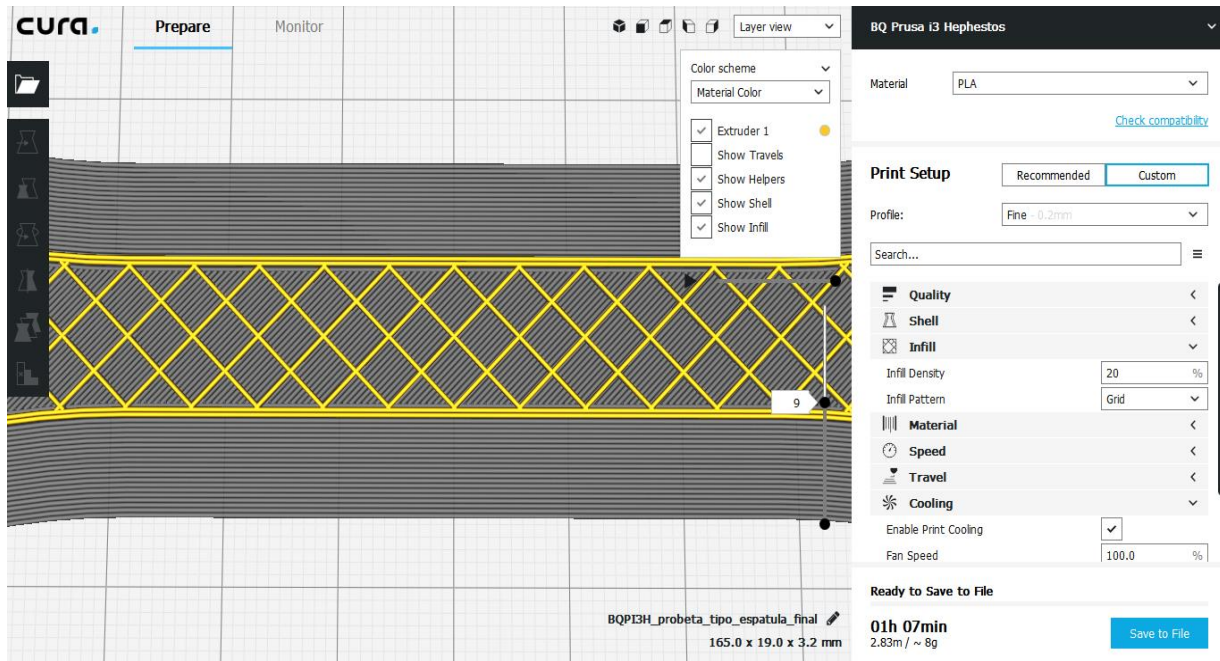 cura.
Prepare
Monitor
Layer view
BQ Prusa i3 Hephestos
Color scheme
Material Color
Extruder 1
Show Travels
Show Helpers
Show Shell
Show Infill
9
Material
PLA
Check compatibility
Print Setup
Recommended
Custom
Profile:
Fine - 0.2mm
Search...
Quality
Shell
Infill
Infill Density
20 %
Infill Pattern
Grid
Material
Speed
Travel
Cooling
Enable Print Cooling
Fan Speed
100.0 %
BQPI3H_probeta_tipo_espatula_final
165.0 x 19.0 x 3.2 mm
Ready to Save to File
01h 07min
2.83m / ~ 8g
Save to File